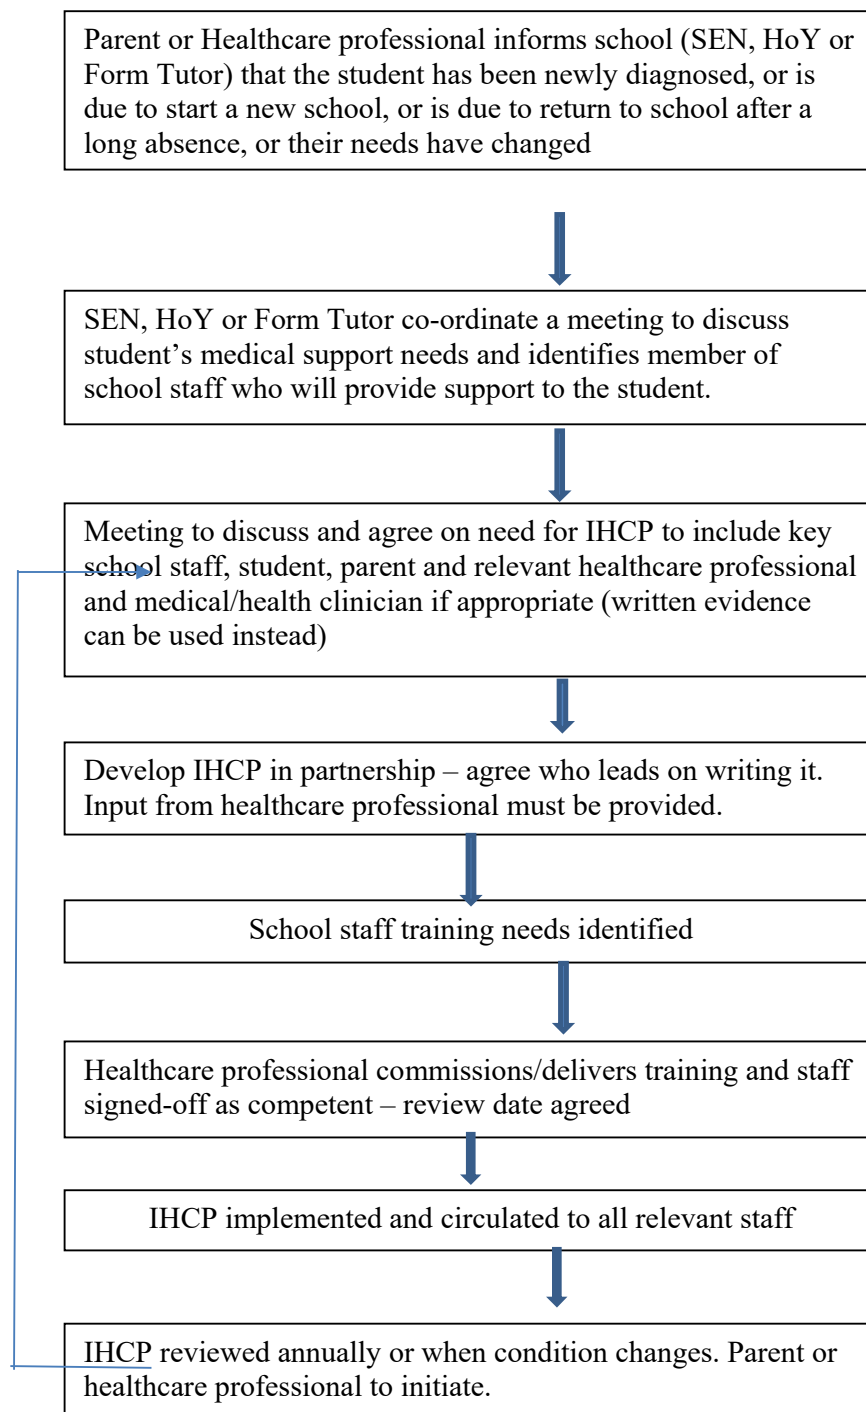 Parent or Healthcare professional informs school (SEN, HoY or
Form Tutor) that the student has been newly diagnosed, or is
due to start a new school, or is due to return to school after a
long absence, or their needs have changed
SEN, HoY or Form Tutor co-ordinate a meeting to discuss
student’s medical support needs and identifies member of
school staff who will provide support to the student.
Meeting to discuss and agree on need for IHCP to include key
school staff, student, parent and relevant healthcare professional
and medical/health clinician if appropriate (written evidence
can be used instead)
Develop IHCP in partnership – agree who leads on writing it.
Input from healthcare professional must be provided.
School staff training needs identified
Healthcare professional commissions/delivers training and staff
signed-off as competent – review date agreed
IHCP implemented and circulated to all relevant staff
IHCP reviewed annually or when condition changes. Parent or
healthcare professional to initiate.